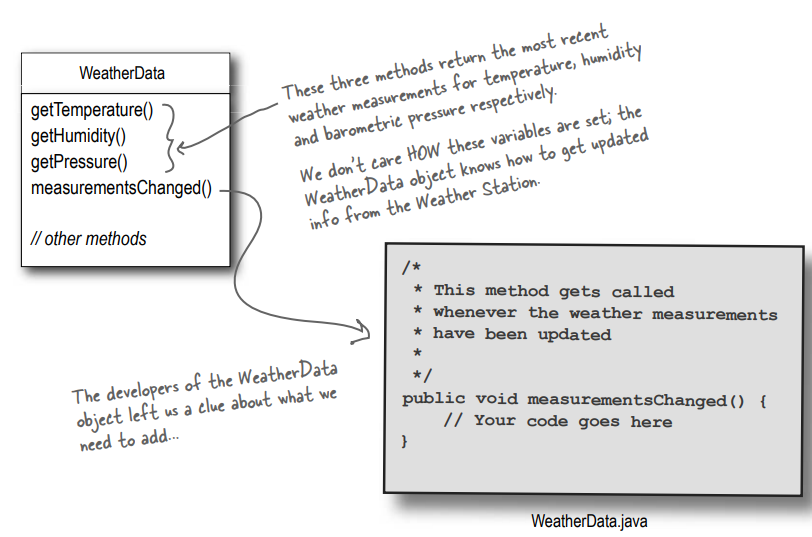 WeatherData
getTemperature()
getHumidity()
getPressure()
measurementsChanged()
// other methods
These three methods return the most recent
weather measurements for temperature, humidity
and barometric pressure respectively.
We don't care HOW these variables are set; the
WeatherData object knows how to get updated
info from the Weather Station.
The developers of the WeatherData
object left us a clue about what we
need to add...
/*
 * This method gets called
 * whenever the weather measurements
 * have been updated
 *
 */
public void measurementsChanged() {
    // Your code goes here
}
WeatherData.java